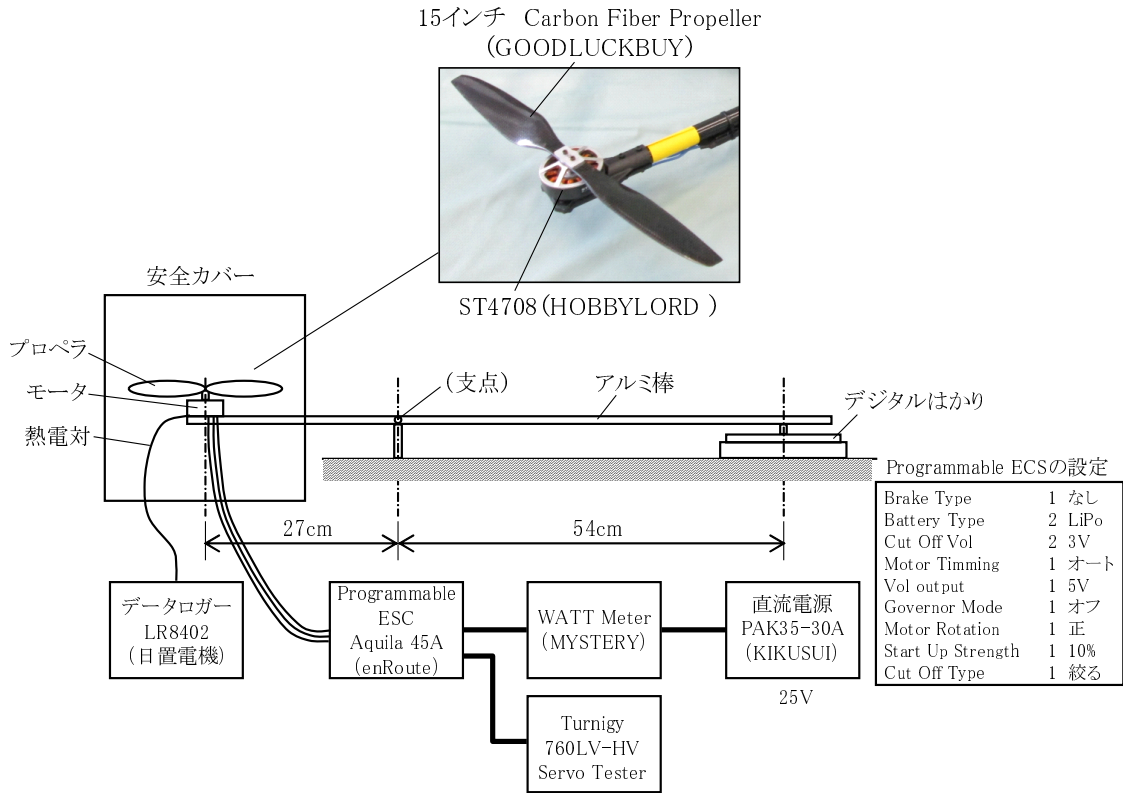 15インチ Carbon Fiber Propeller
(GOODLUCKBUY)
ST4708(HOBBYLORD )
安全カバー
プロペラ
モータ
熱電対
(支点)
アルミ棒
デジタルはかり
27cm
54cm
Programmable ECSの設定
Brake Type 1 なし
Battery Type 2 LiPo
Cut Off Vol 2 3V
Motor Timming 1 オート
Vol output 1 5V
Governor Mode 1 オフ
Motor Rotation 1 正
Start Up Strength 1 10%
Cut Off Type 1 絞る
データロガー
LR8402
(日置電機)
Programmable
ESC
Aquila 45A
(enRoute)
WATT Meter
(MYSTERY)
直流電源
PAK35-30A
(KIKUSUI)
25V
Turnigy
760LV-HV
Servo Tester